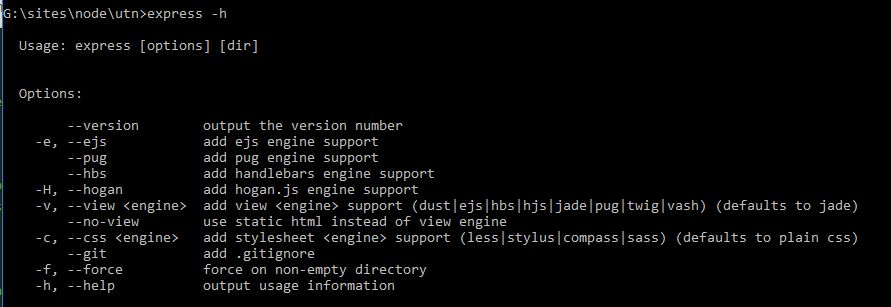 G:\sites\node\utn>express -h
Usage: express [options] [dir]
Options:
--version output the version number
-e, --ejs add ejs engine support
--pug add pug engine support
--hbs add handlebars engine support
-H, --hogan add hogan.js engine support
-v, --view <engine> add view <engine> support (dust|ejs|hbs|hjs|jade|pug|twig|vash) (defaults to jade)
--no-view use static html instead of view engine
-c, --css <engine> add stylesheet <engine> support (less|stylus|compass|sass) (defaults to plain css)
--git add .gitignore
-f, --force force on non-empty directory
-h, --help output usage information